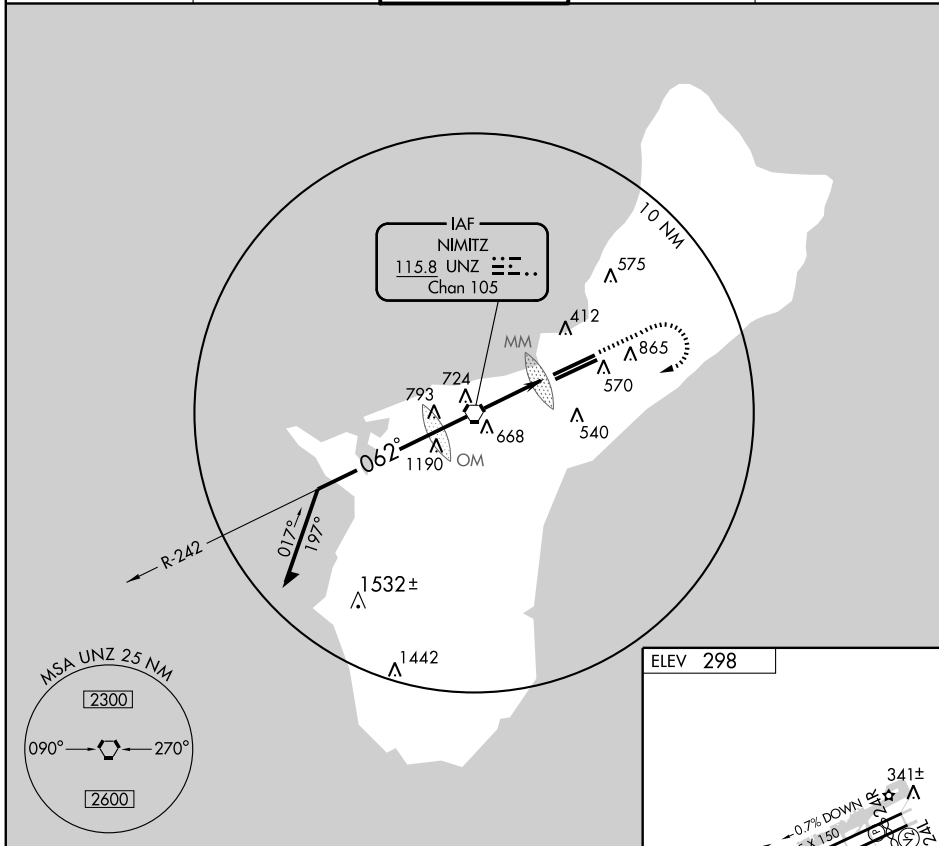 10 NM
IAF
NIMITZ
115.8 UNZ
Chan 105
575
412
MM
865
570
724
793
668
540
1190
OM
062°
R-242
017°
197°
1532±
1442
MSA UNZ 25 NM
2300
090°
270°
2600
ELEV 298
341±
0.7% DOWN
X 150
24R
24L
P